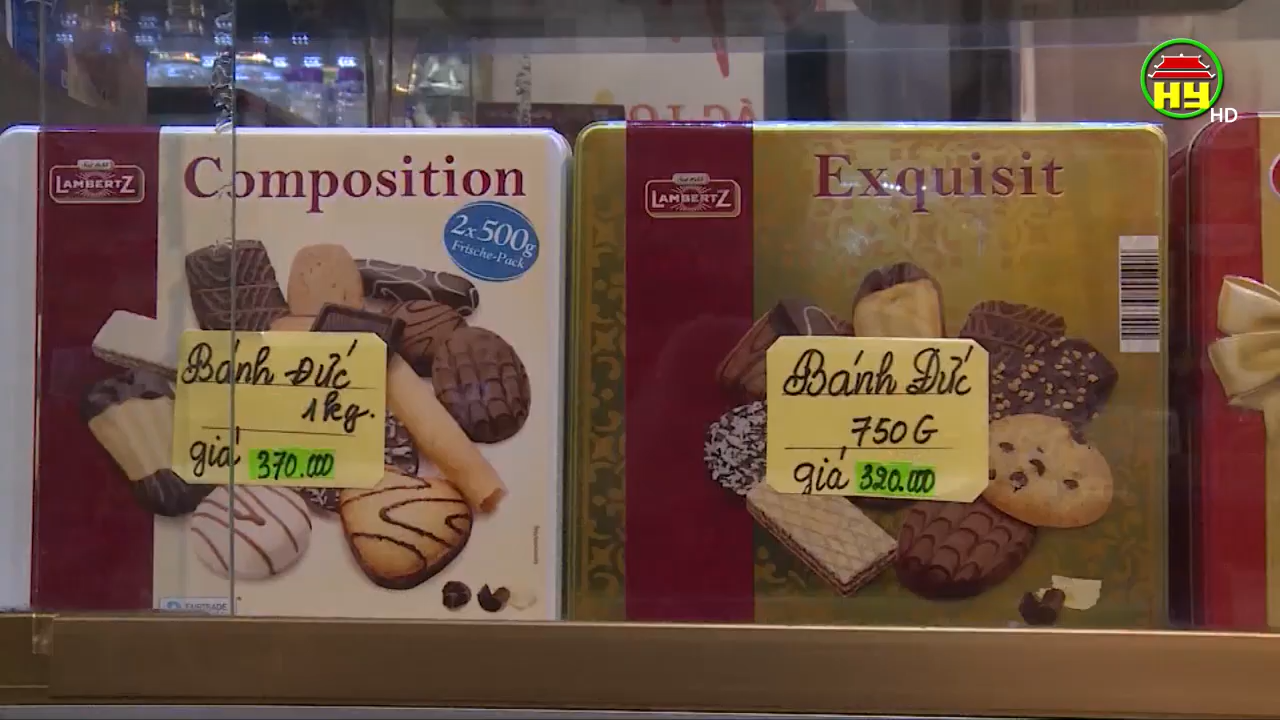 HY
HD
LAMBERTZ
Composition
2x500g
Frische-Pack
Bánh Đức
1kg.
giá 370.000
FAIRTRADE
LAMBERTZ
Exquisit
Bánh Đức
750G
giá 320.000